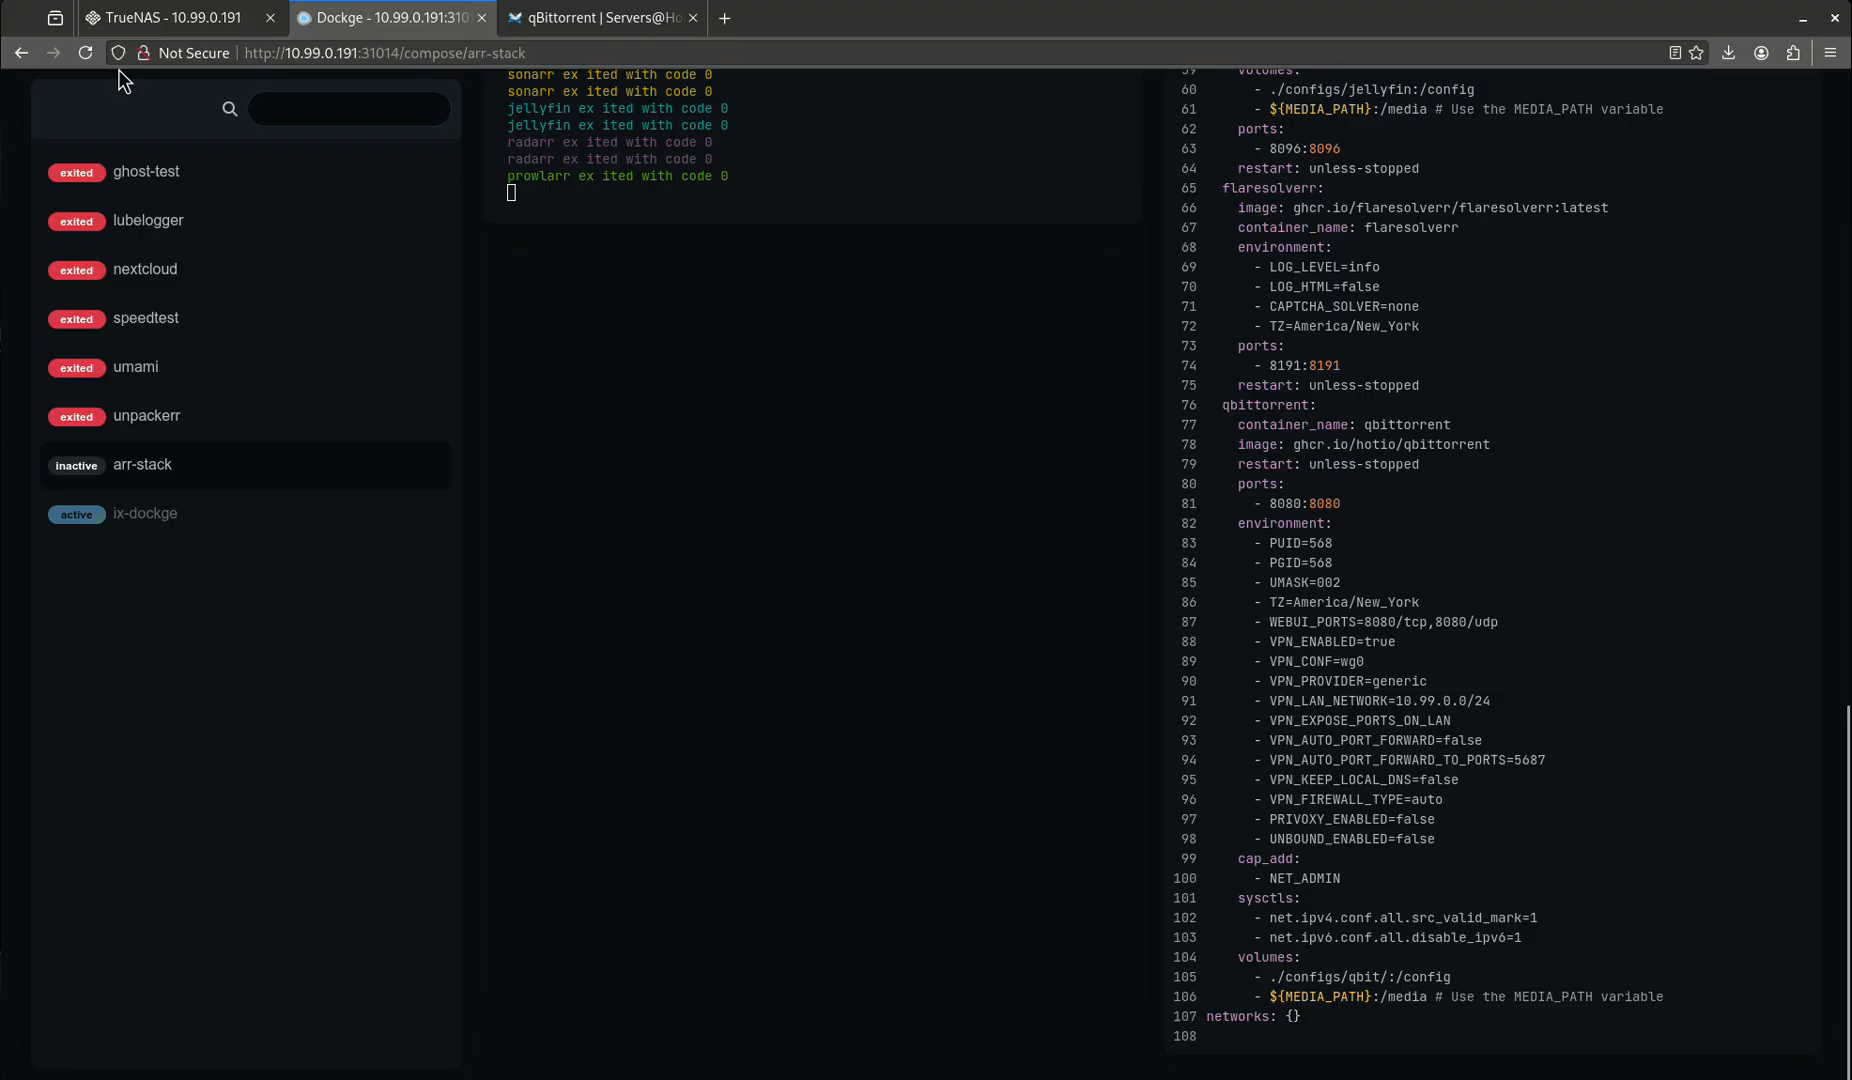 TrueNAS - 10.99.0.191
Dockge - 10.99.0.191:310
qBittorrent | Servers@Ho
Not Secure
http://10.99.0.191:31014/compose/arr-stack
exited ghost-test
exited lubelogger
exited nextcloud
exited speedtest
exited umami
exited unpackerr
inactive arr-stack
active ix-dockge
sonarr ex ited with code 0
sonarr ex ited with code 0
jellyfin ex ited with code 0
jellyfin ex ited with code 0
radarr ex ited with code 0
radarr ex ited with code 0
prowlarr ex ited with code 0
59 volumes:
60 - ./configs/jellyfin:/config
61 - ${MEDIA_PATH}:/media # Use the MEDIA_PATH variable
62 ports:
63 - 8096:8096
64 restart: unless-stopped
65 flaresolverr:
66 image: ghcr.io/flaresolverr/flaresolverr:latest
67 container_name: flaresolverr
68 environment:
69 - LOG_LEVEL=info
70 - LOG_HTML=false
71 - CAPTCHA_SOLVER=none
72 - TZ=America/New_York
73 ports:
74 - 8191:8191
75 restart: unless-stopped
76 qbittorrent:
77 container_name: qbittorrent
78 image: ghcr.io/hotio/qbittorrent
79 restart: unless-stopped
80 ports:
81 - 8080:8080
82 environment:
83 - PUID=568
84 - PGID=568
85 - UMASK=002
86 - TZ=America/New_York
87 - WEBUI_PORTS=8080/tcp,8080/udp
88 - VPN_ENABLED=true
89 - VPN_CONF=wg0
90 - VPN_PROVIDER=generic
91 - VPN_LAN_NETWORK=10.99.0.0/24
92 - VPN_EXPOSE_PORTS_ON_LAN
93 - VPN_AUTO_PORT_FORWARD=false
94 - VPN_AUTO_PORT_FORWARD_TO_PORTS=5687
95 - VPN_KEEP_LOCAL_DNS=false
96 - VPN_FIREWALL_TYPE=auto
97 - PRIVOXY_ENABLED=false
98 - UNBOUND_ENABLED=false
99 cap_add:
100 - NET_ADMIN
101 sysctls:
102 - net.ipv4.conf.all.src_valid_mark=1
103 - net.ipv6.conf.all.disable_ipv6=1
104 volumes:
105 - ./configs/qbit/:/config
106 - ${MEDIA_PATH}:/media # Use the MEDIA_PATH variable
107 networks: {}
108